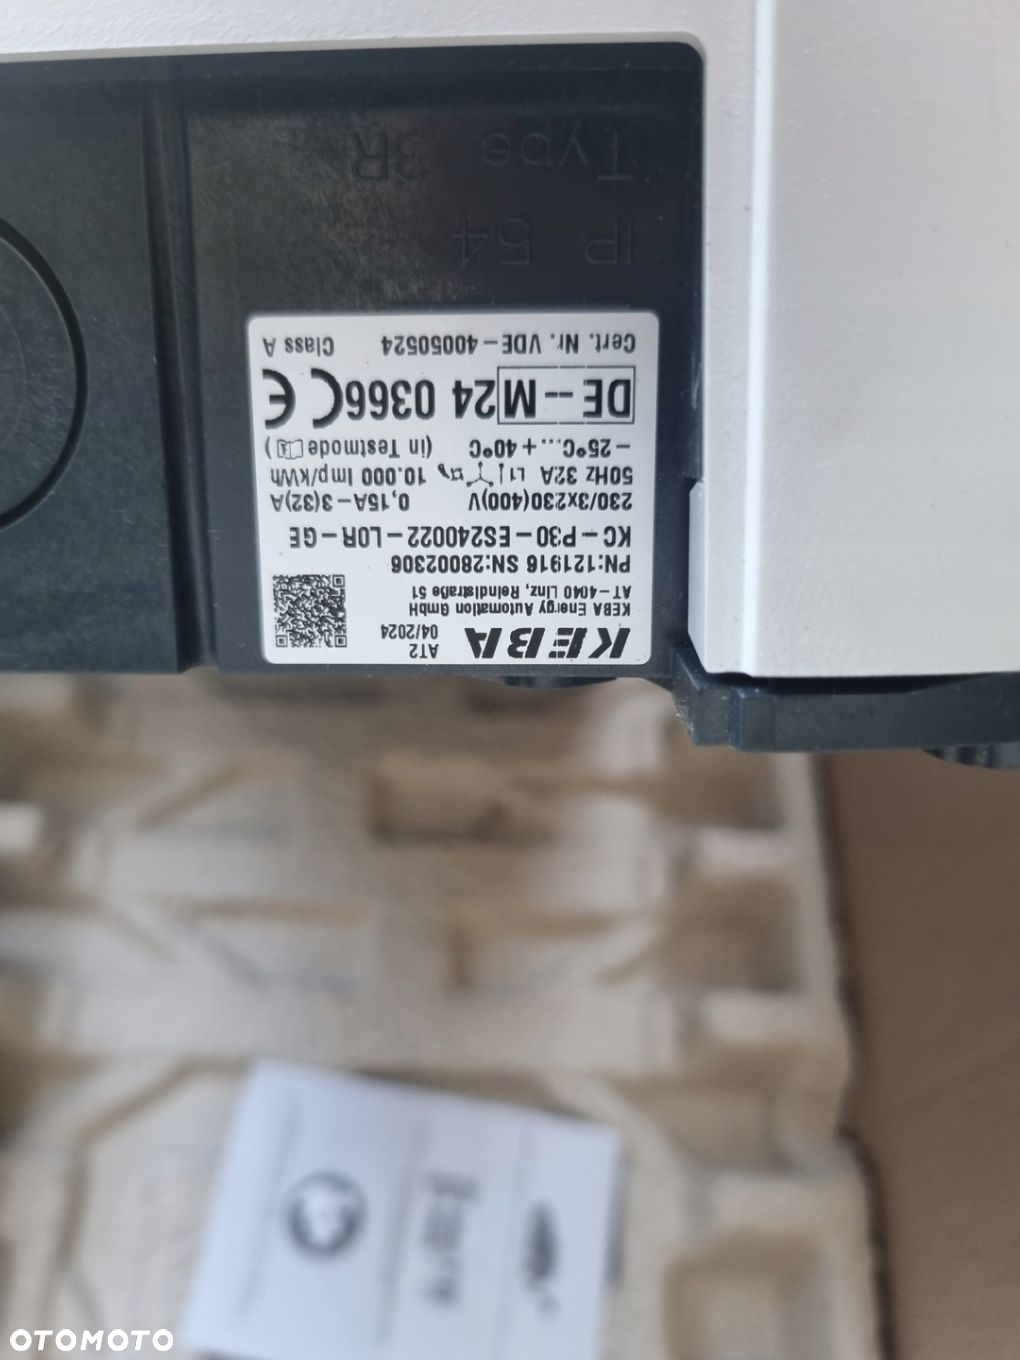 KEBA
AT2
04/2024
KEBA Energy Automation GmbH
AT-4040 Linz, Reindlstraße 51
PN:121916 SN:28002306
KC-P30-ES240022-L0R-GE
230/3x230(400)V 0,15A-3(32)A
50Hz 32A L1 10.000 Imp/kWh
-25°C...+40°C (in Testmode )
DE--M24 0366 CE
Cert. Nr. VDE-40050524 Class A
IP 54
Type 3R
OTOMOTO